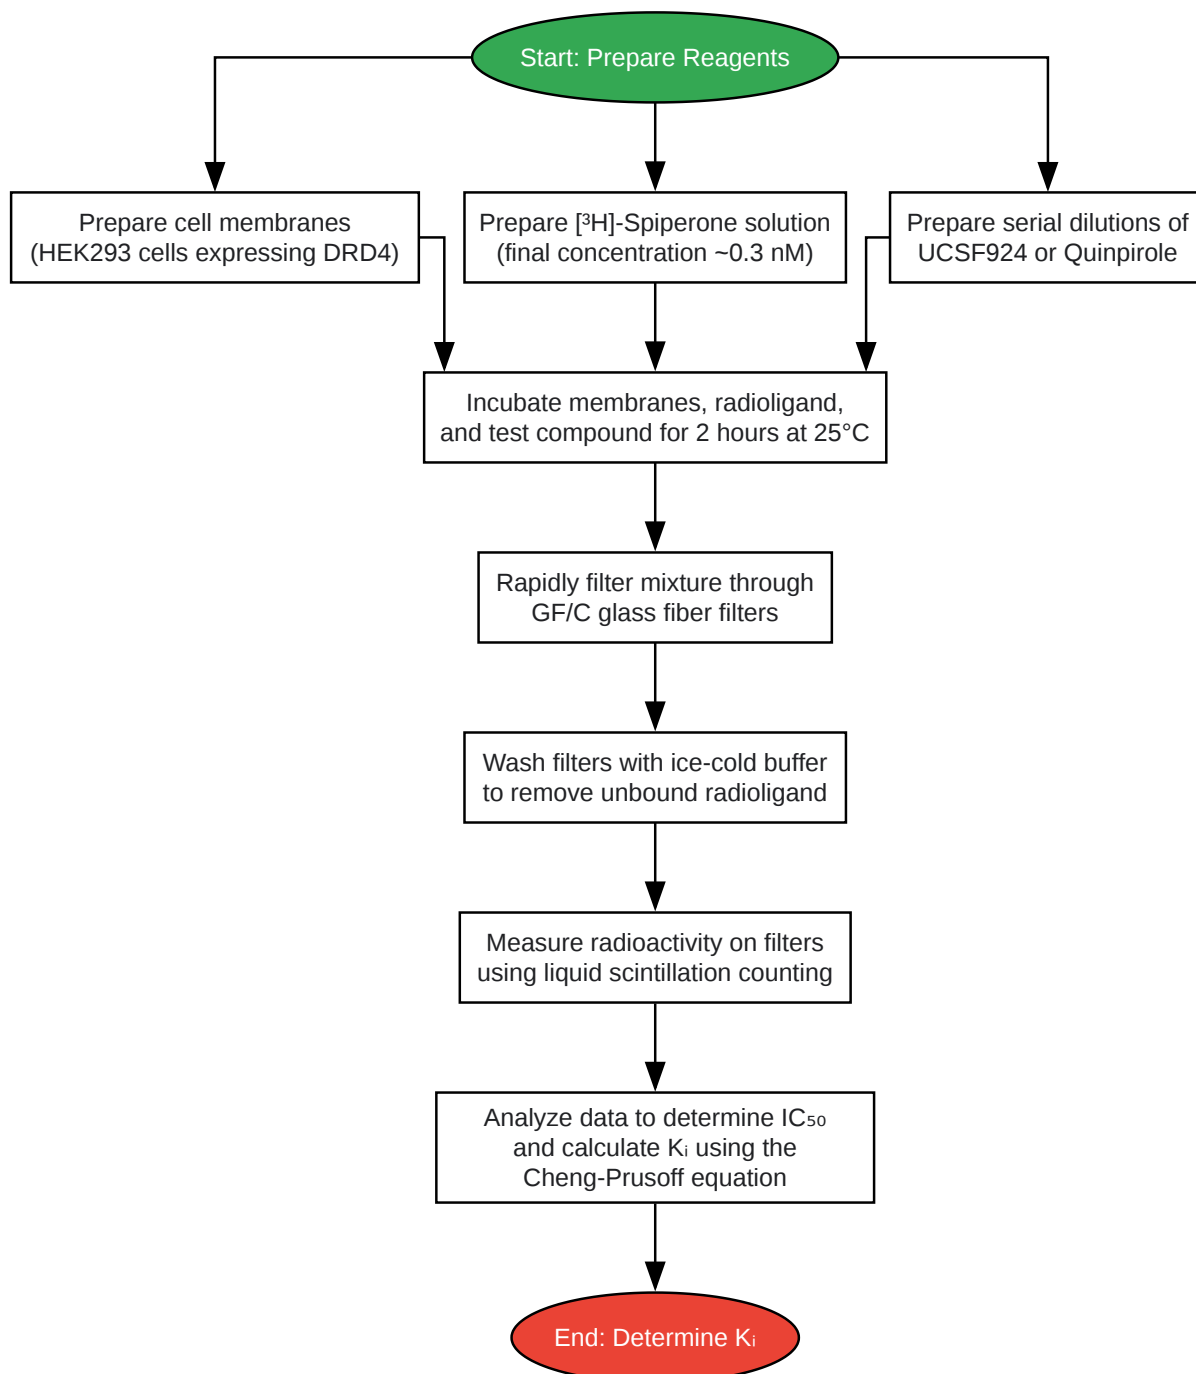 Start: Prepare Reagents
Prepare cell membranes
(HEK293 cells expressing DRD4)
Prepare [³H]-Spiperone solution
(final concentration ~0.3 nM)
Prepare serial dilutions of
UCSF924 or Quinpirole
Incubate membranes, radioligand,
and test compound for 2 hours at 25°C
Rapidly filter mixture through
GF/C glass fiber filters
Wash filters with ice-cold buffer
to remove unbound radioligand
Measure radioactivity on filters
using liquid scintillation counting
Analyze data to determine IC₅₀
and calculate Kᵢ using the
Cheng-Prusoff equation
End: Determine Kᵢ